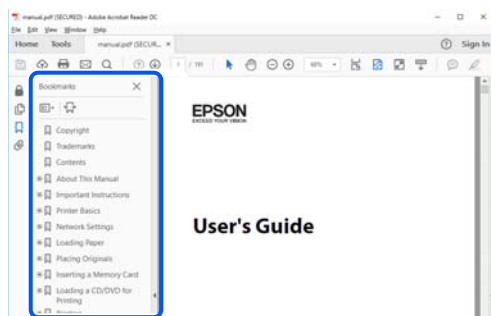 manual.pdf (SECURED) - Adobe Acrobat Reader DC
File Edit View Window Help
Home Tools manual.pdf (SECUR... × Sign In
1 / 191 48%
Bookmarks
EPSON
EXCEED YOUR VISION
Copyright
Trademarks
Contents
About This Manual
Important Instructions
Printer Basics
Network Settings
User's Guide
Loading Paper
Placing Originals
Inserting a Memory Card
Loading a CD/DVD for
Printing